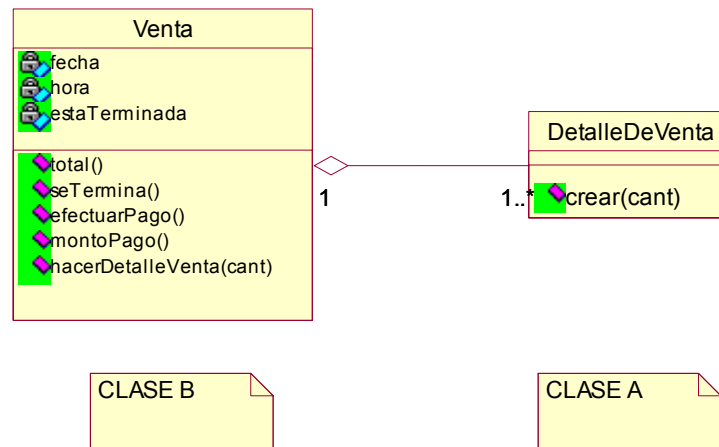 Venta
fecha
hora
estaTerminada
total()
seTermina()
efectuarPago()
montoPago()
hacerDetalleVenta(cant)
1
1..*
DetalleDeVenta
crear(cant)
CLASE B
CLASE A